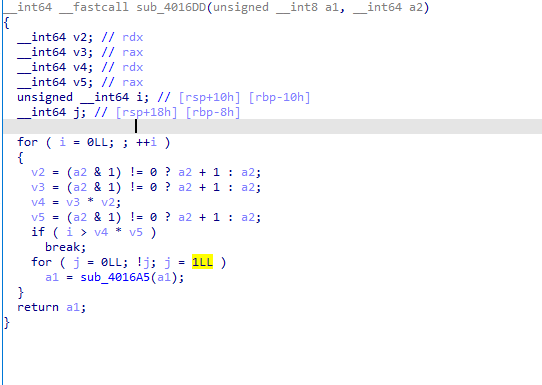 __int64 __fastcall sub_4016DD(unsigned __int8 a1, __int64 a2)
{
  __int64 v2; // rdx
  __int64 v3; // rax
  __int64 v4; // rdx
  __int64 v5; // rax
  unsigned __int64 i; // [rsp+10h] [rbp-10h]
  __int64 j; // [rsp+18h] [rbp-8h]
  for ( i = 0LL; ; ++i )
  {
    v2 = (a2 & 1) != 0 ? a2 + 1 : a2;
    v3 = (a2 & 1) != 0 ? a2 + 1 : a2;
    v4 = v3 * v2;
    v5 = (a2 & 1) != 0 ? a2 + 1 : a2;
    if ( i > v4 * v5 )
      break;
    for ( j = 0LL; !j; j = 1LL )
      a1 = sub_4016A5(a1);
  }
  return a1;
}